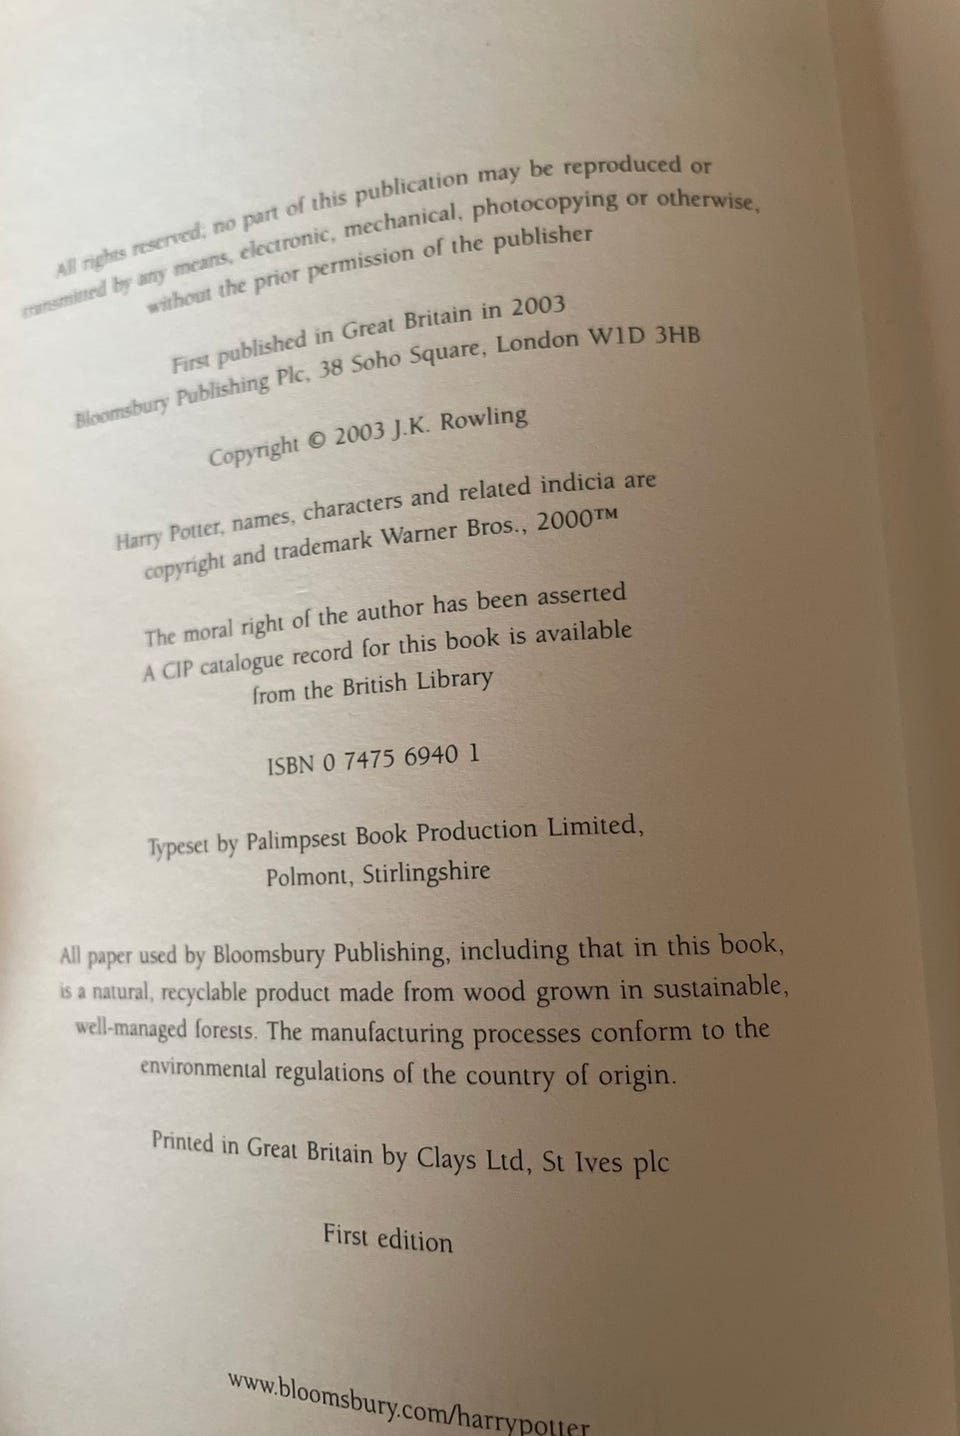 All rights reserved; no part of this publication may be reproduced or
transmitted by any means, electronic, mechanical, photocopying or otherwise,
without the prior permission of the publisher
First published in Great Britain in 2003
Bloomsbury Publishing Plc, 38 Soho Square, London W1D 3HB
Copyright © 2003 J.K. Rowling
Harry Potter, names, characters and related indicia are
copyright and trademark Warner Bros., 2000™
The moral right of the author has been asserted
A CIP catalogue record for this book is available
from the British Library
ISBN 0 7475 6940 1
Typeset by Palimpsest Book Production Limited,
Polmont, Stirlingshire
All paper used by Bloomsbury Publishing, including that in this book,
is a natural, recyclable product made from wood grown in sustainable,
well-managed forests. The manufacturing processes conform to the
environmental regulations of the country of origin.
Printed in Great Britain by Clays Ltd, St Ives plc
First edition
www.bloomsbury.com/harrypotter